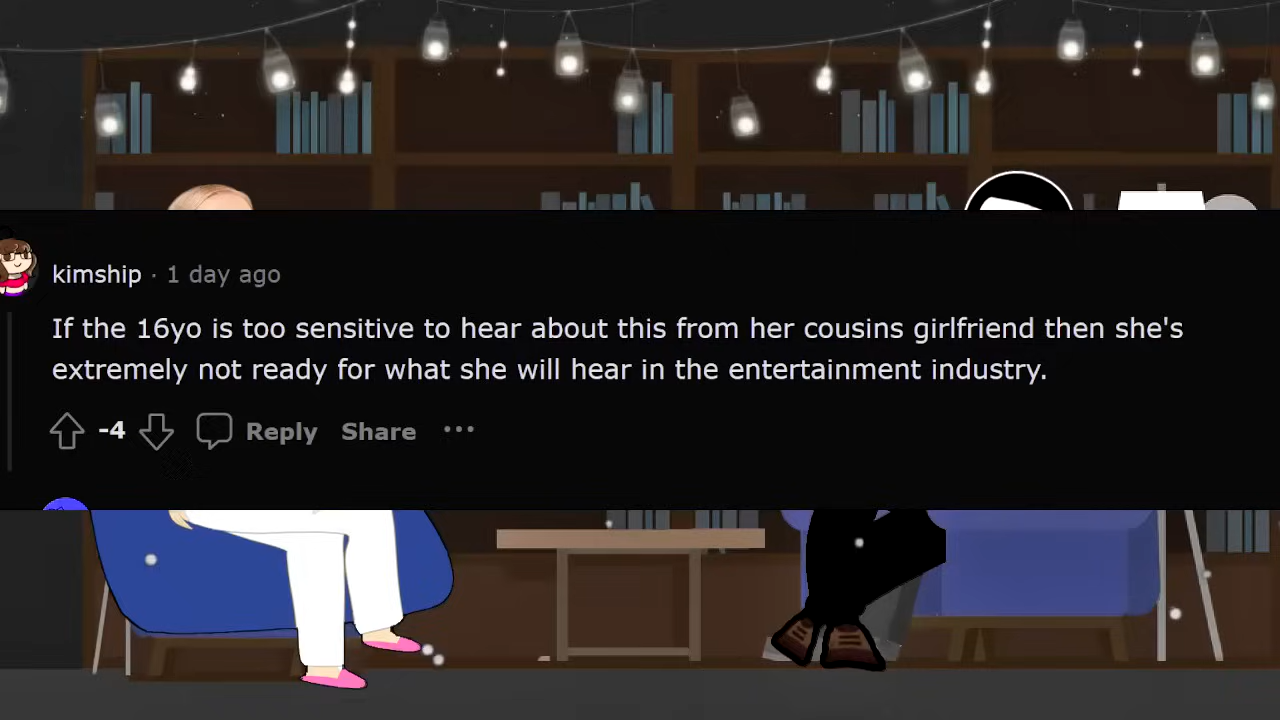 kimship · 1 day ago
If the 16yo is too sensitive to hear about this from her cousins girlfriend then she's
extremely not ready for what she will hear in the entertainment industry.
-4 Reply Share ...